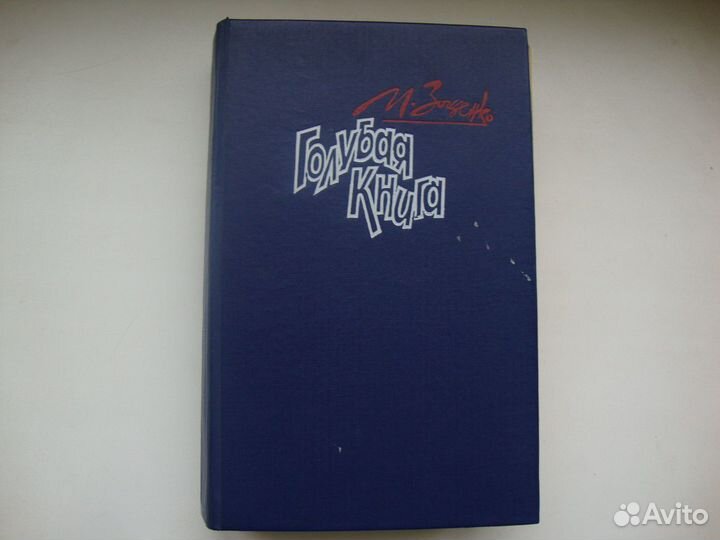 М. Зощенко
Голубая
Книга
Avito